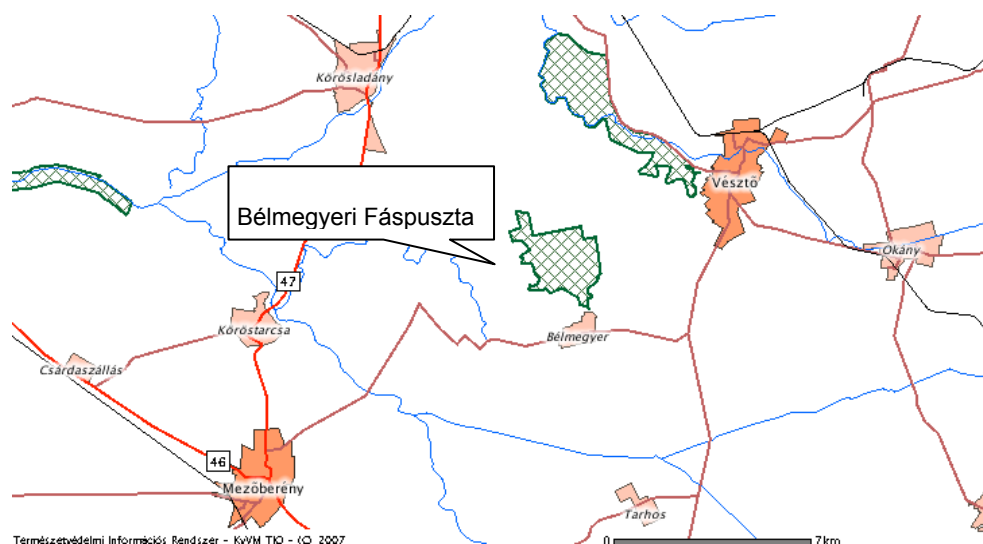 Körösladány
Vésztő
Bélmegyeri Fáspuszta
Okány
47
Köröstarcsa
Bélmegyer
Csárdaszállás
46
Mezőberény
Tarhos
Természetvédelmi Információs Rendszer - KvVM TIO - (C) 2007
0 7km